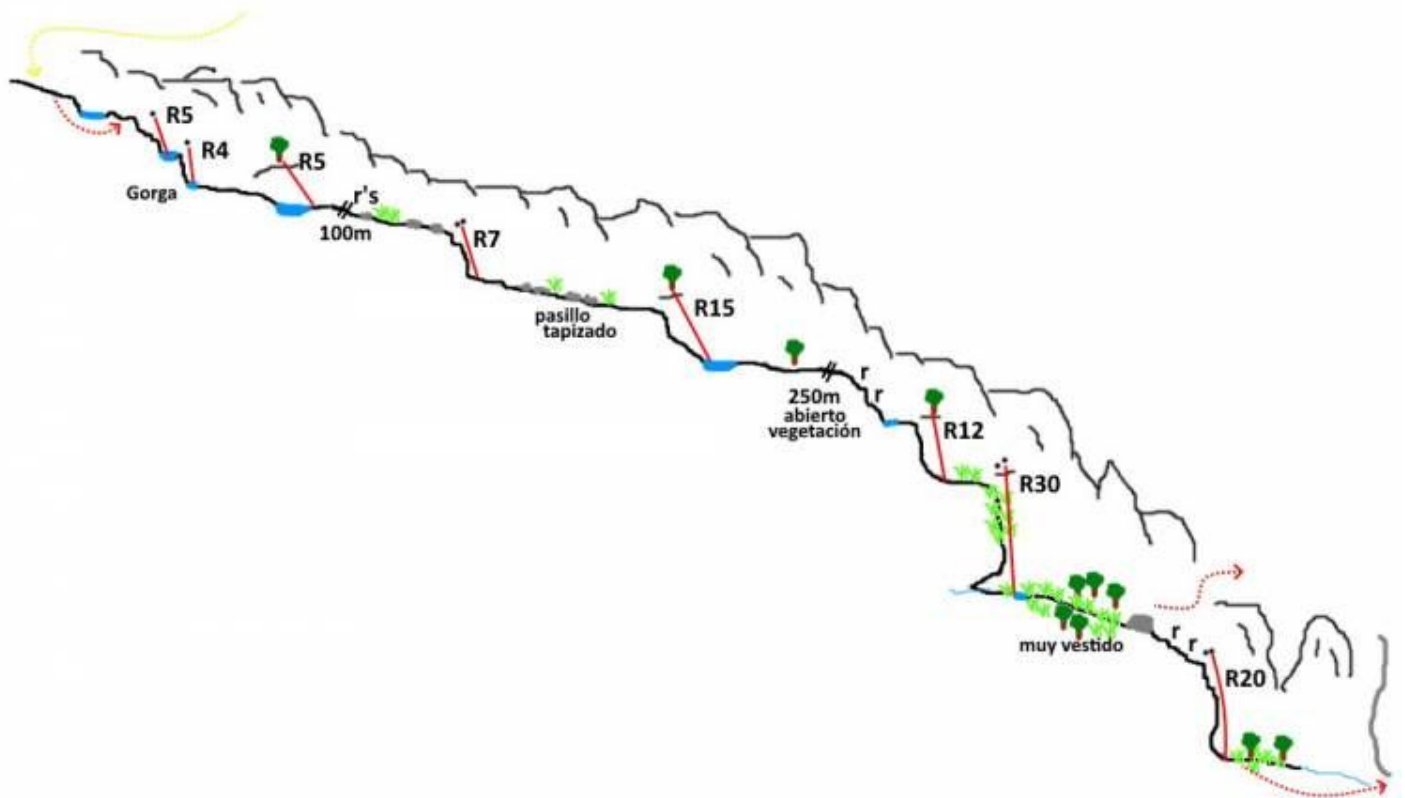 R5
R4
Gorga
R5
r's
100m
R7
pasillo
tapizado
R15
250m
abierto
vegetación
r
r
R12
R30
muy vestido
r
r
R20